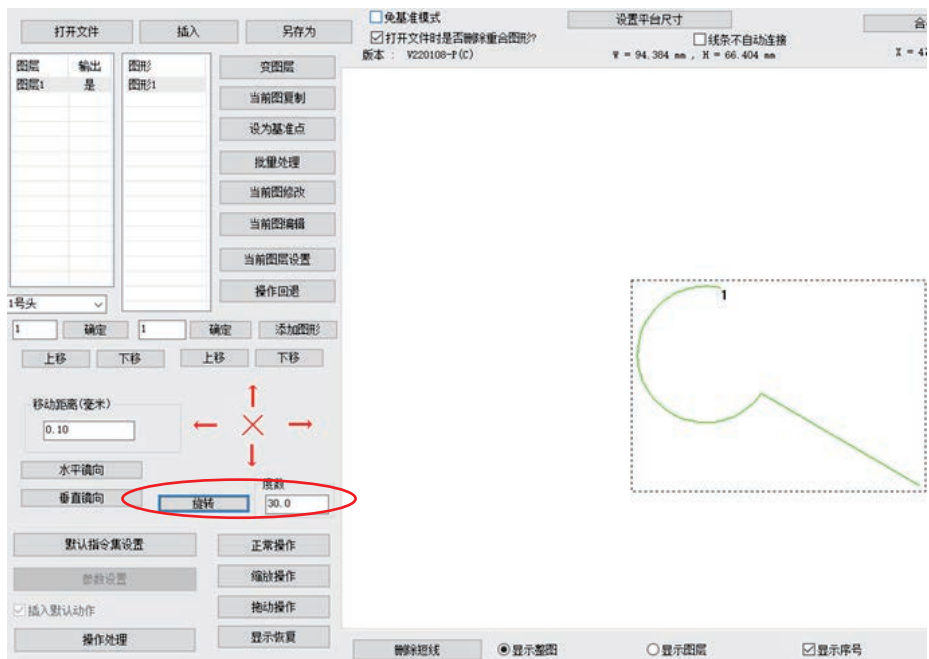 打开文件 插入 另存为
免基准模式 设置平台尺寸
打开文件时是否删除重合图形? 线条不自动连接
版本 : V220108-P(C) W = 94.384 mm , H = 66.404 mm
图层 输出 图形
图层1 是 图形1
变图层
当前图复制
设为基准点
批量处理
当前图修改
当前图编辑
当前图层设置
操作回退
1号头
1 确定 1 确定 添加图形
上移 下移 上移 下移
移动距离(毫米)
0.10
水平镜向
垂直镜向 旋转 度数
30.0
默认指令集设置 正常操作
参数设置 缩放操作
插入默认动作 拖动操作
操作处理 显示恢复
1
删除短线 显示整图 显示图层 显示序号